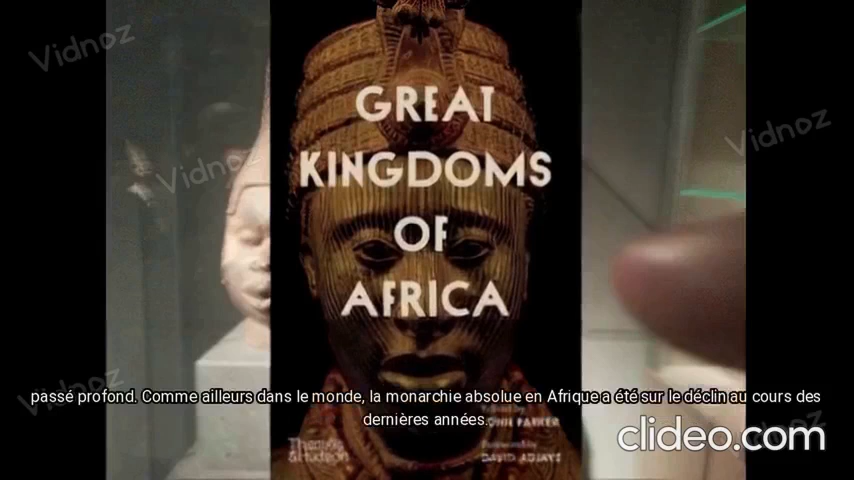 Vidnoz
Vidnoz
Vidnoz
GREAT
KINGDOMS
OF
AFRICA
passé profond. Comme ailleurs dans le monde, la monarchie absolue en Afrique a été sur le déclin au cours des
dernières années.
PARKER
Thames
& Hudson
DAVID ADJAYE
clideo.com
Vidnoz